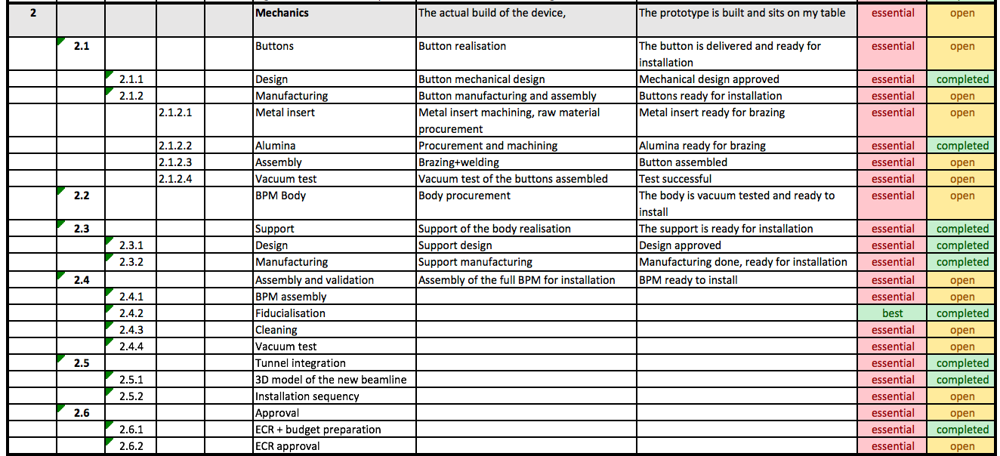 2 Mechanics The actual build of the device, The prototype is built and sits on my table essential open
2.1 Buttons Button realisation The button is delivered and ready for essential open
installation
2.1.1 Design Button mechanical design Mechanical design approved essential completed
2.1.2 Manufacturing Button manufacturing and assembly Buttons ready for installation essential open
2.1.2.1 Metal insert Metal insert machining, raw material Metal insert ready for brazing essential open
procurement
2.1.2.2 Alumina Procurement and machining Alumina ready for brazing essential completed
2.1.2.3 Assembly Brazing+welding Button assembled essential open
2.1.2.4 Vacuum test Vacuum test of the buttons assembled Test successful essential open
2.2 BPM Body Body procurement The body is vacuum tested and ready to essential open
install
2.3 Support Support of the body realisation The support is ready for installation essential completed
2.3.1 Design Support design Design approved essential completed
2.3.2 Manufacturing Support manufacturing Manufacturing done, ready for installation essential completed
2.4 Assembly and validation Assembly of the full BPM for installation BPM ready to install essential open
2.4.1 BPM assembly essential open
2.4.2 Fiducialisation best completed
2.4.3 Cleaning essential open
2.4.4 Vacuum test essential open
2.5 Tunnel integration essential completed
2.5.1 3D model of the new beamline essential completed
2.5.2 Installation sequency essential open
2.6 Approval essential open
2.6.1 ECR + budget preparation essential completed
2.6.2 ECR approval essential open